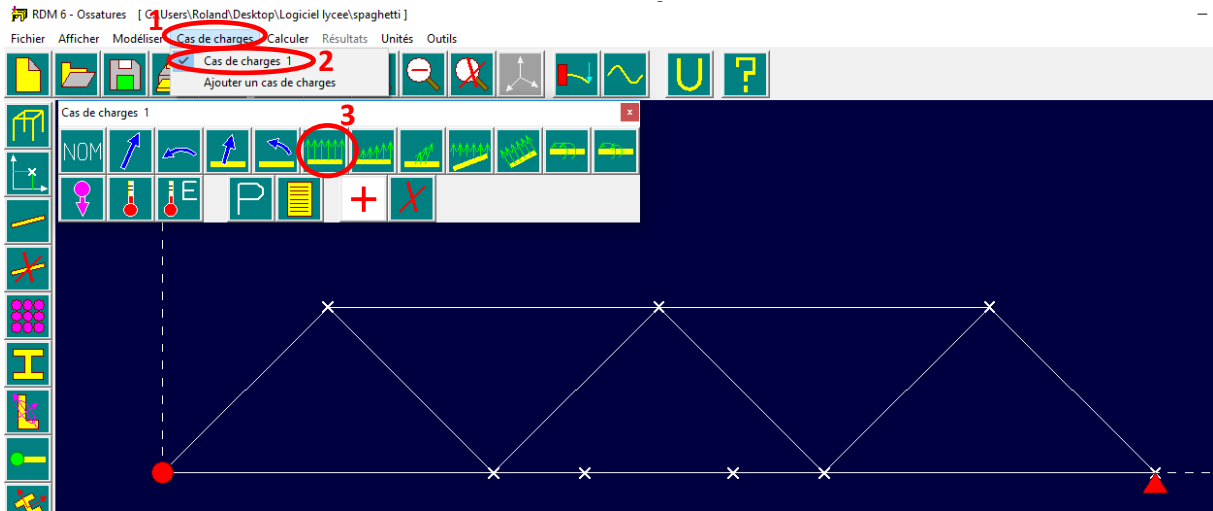 RDM 6 - Ossatures [ C:\Users\Roland\Desktop\Logiciel lycee\spaghetti ]
1
Fichier Afficher Modéliser Cas de charges Calculer Résultats Unités Outils
Cas de charges 1
2
Ajouter un cas de charges
Cas de charges 1
3
NOM
E P